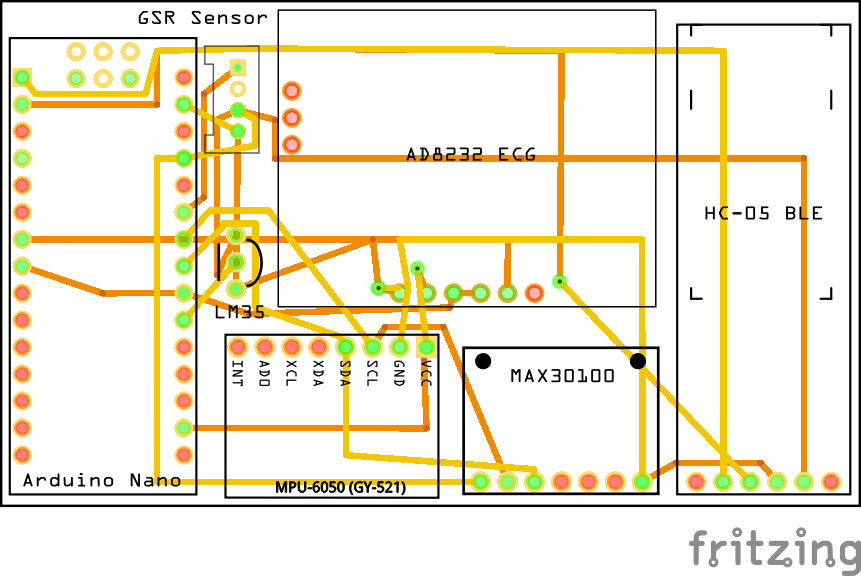 GSR Sensor
AD8232 ECG
HC-05 BLE
LM35
INT
AD0
XCL
XDA
SDA
SCL
GND
VCC
MAX30100
Arduino Nano
MPU-6050 (GY-521)
fritzing